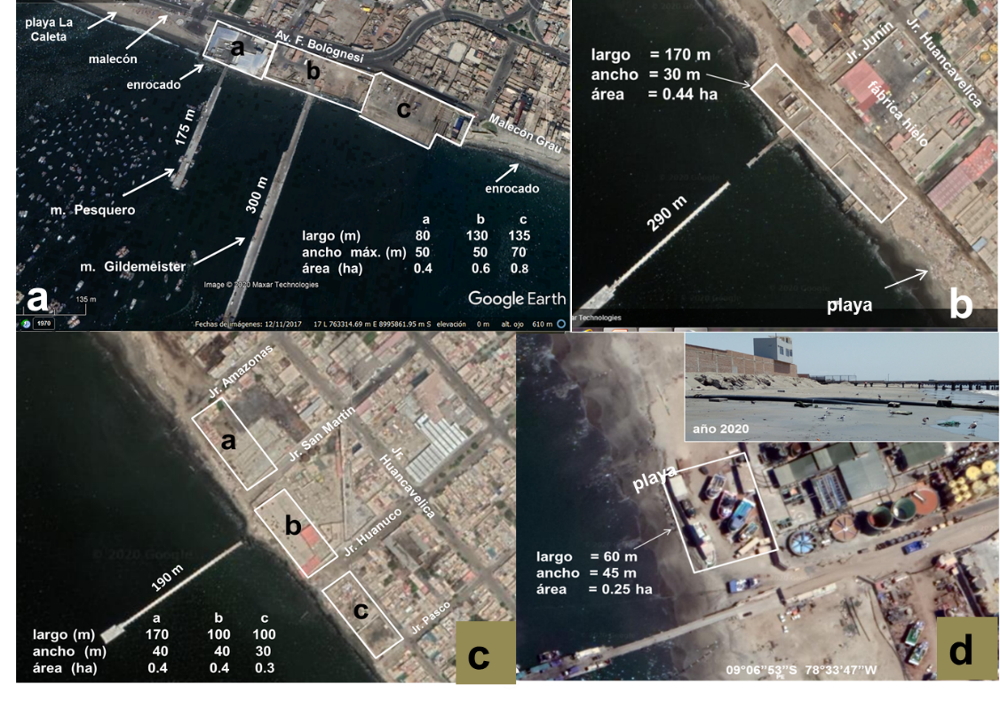 playa La
Caleta
malecón
enrocado
a
Av. F. Bolognesi
b
c
Malecón Grau
175 m
300 m
m. Pesquero
m. Gildemeister
enrocado
a b c
largo (m) 80 130 135
ancho máx. (m) 50 50 70
área (ha) 0.4 0.6 0.8
Image © 2020 Maxar Technologies
Google Earth
a
135 m
1970
Fechas de imágenes: 12/11/2017 17 L 763314.69 m E 8995861.95 m S elevación 0 m alt. ojo 610 m
largo = 170 m
ancho = 30 m
área = 0.44 ha
Jr. Junín
Jr. Huancavelica
fábrica hielo
290 m
playa
b
Technologies
Jr. Amazonas
a
Jr. San Martín
Jr.
Huancavelica
b
Jr. Huanuco
c
Jr. Pasco
190 m
© 2020 Google
a b c
largo (m) 170 100 100
ancho (m) 40 40 30
área (ha) 0.4 0.4 0.3
c
año 2020
playa
largo = 60 m
ancho = 45 m
área = 0.25 ha
09°06”53”S 78°33’47”W
d